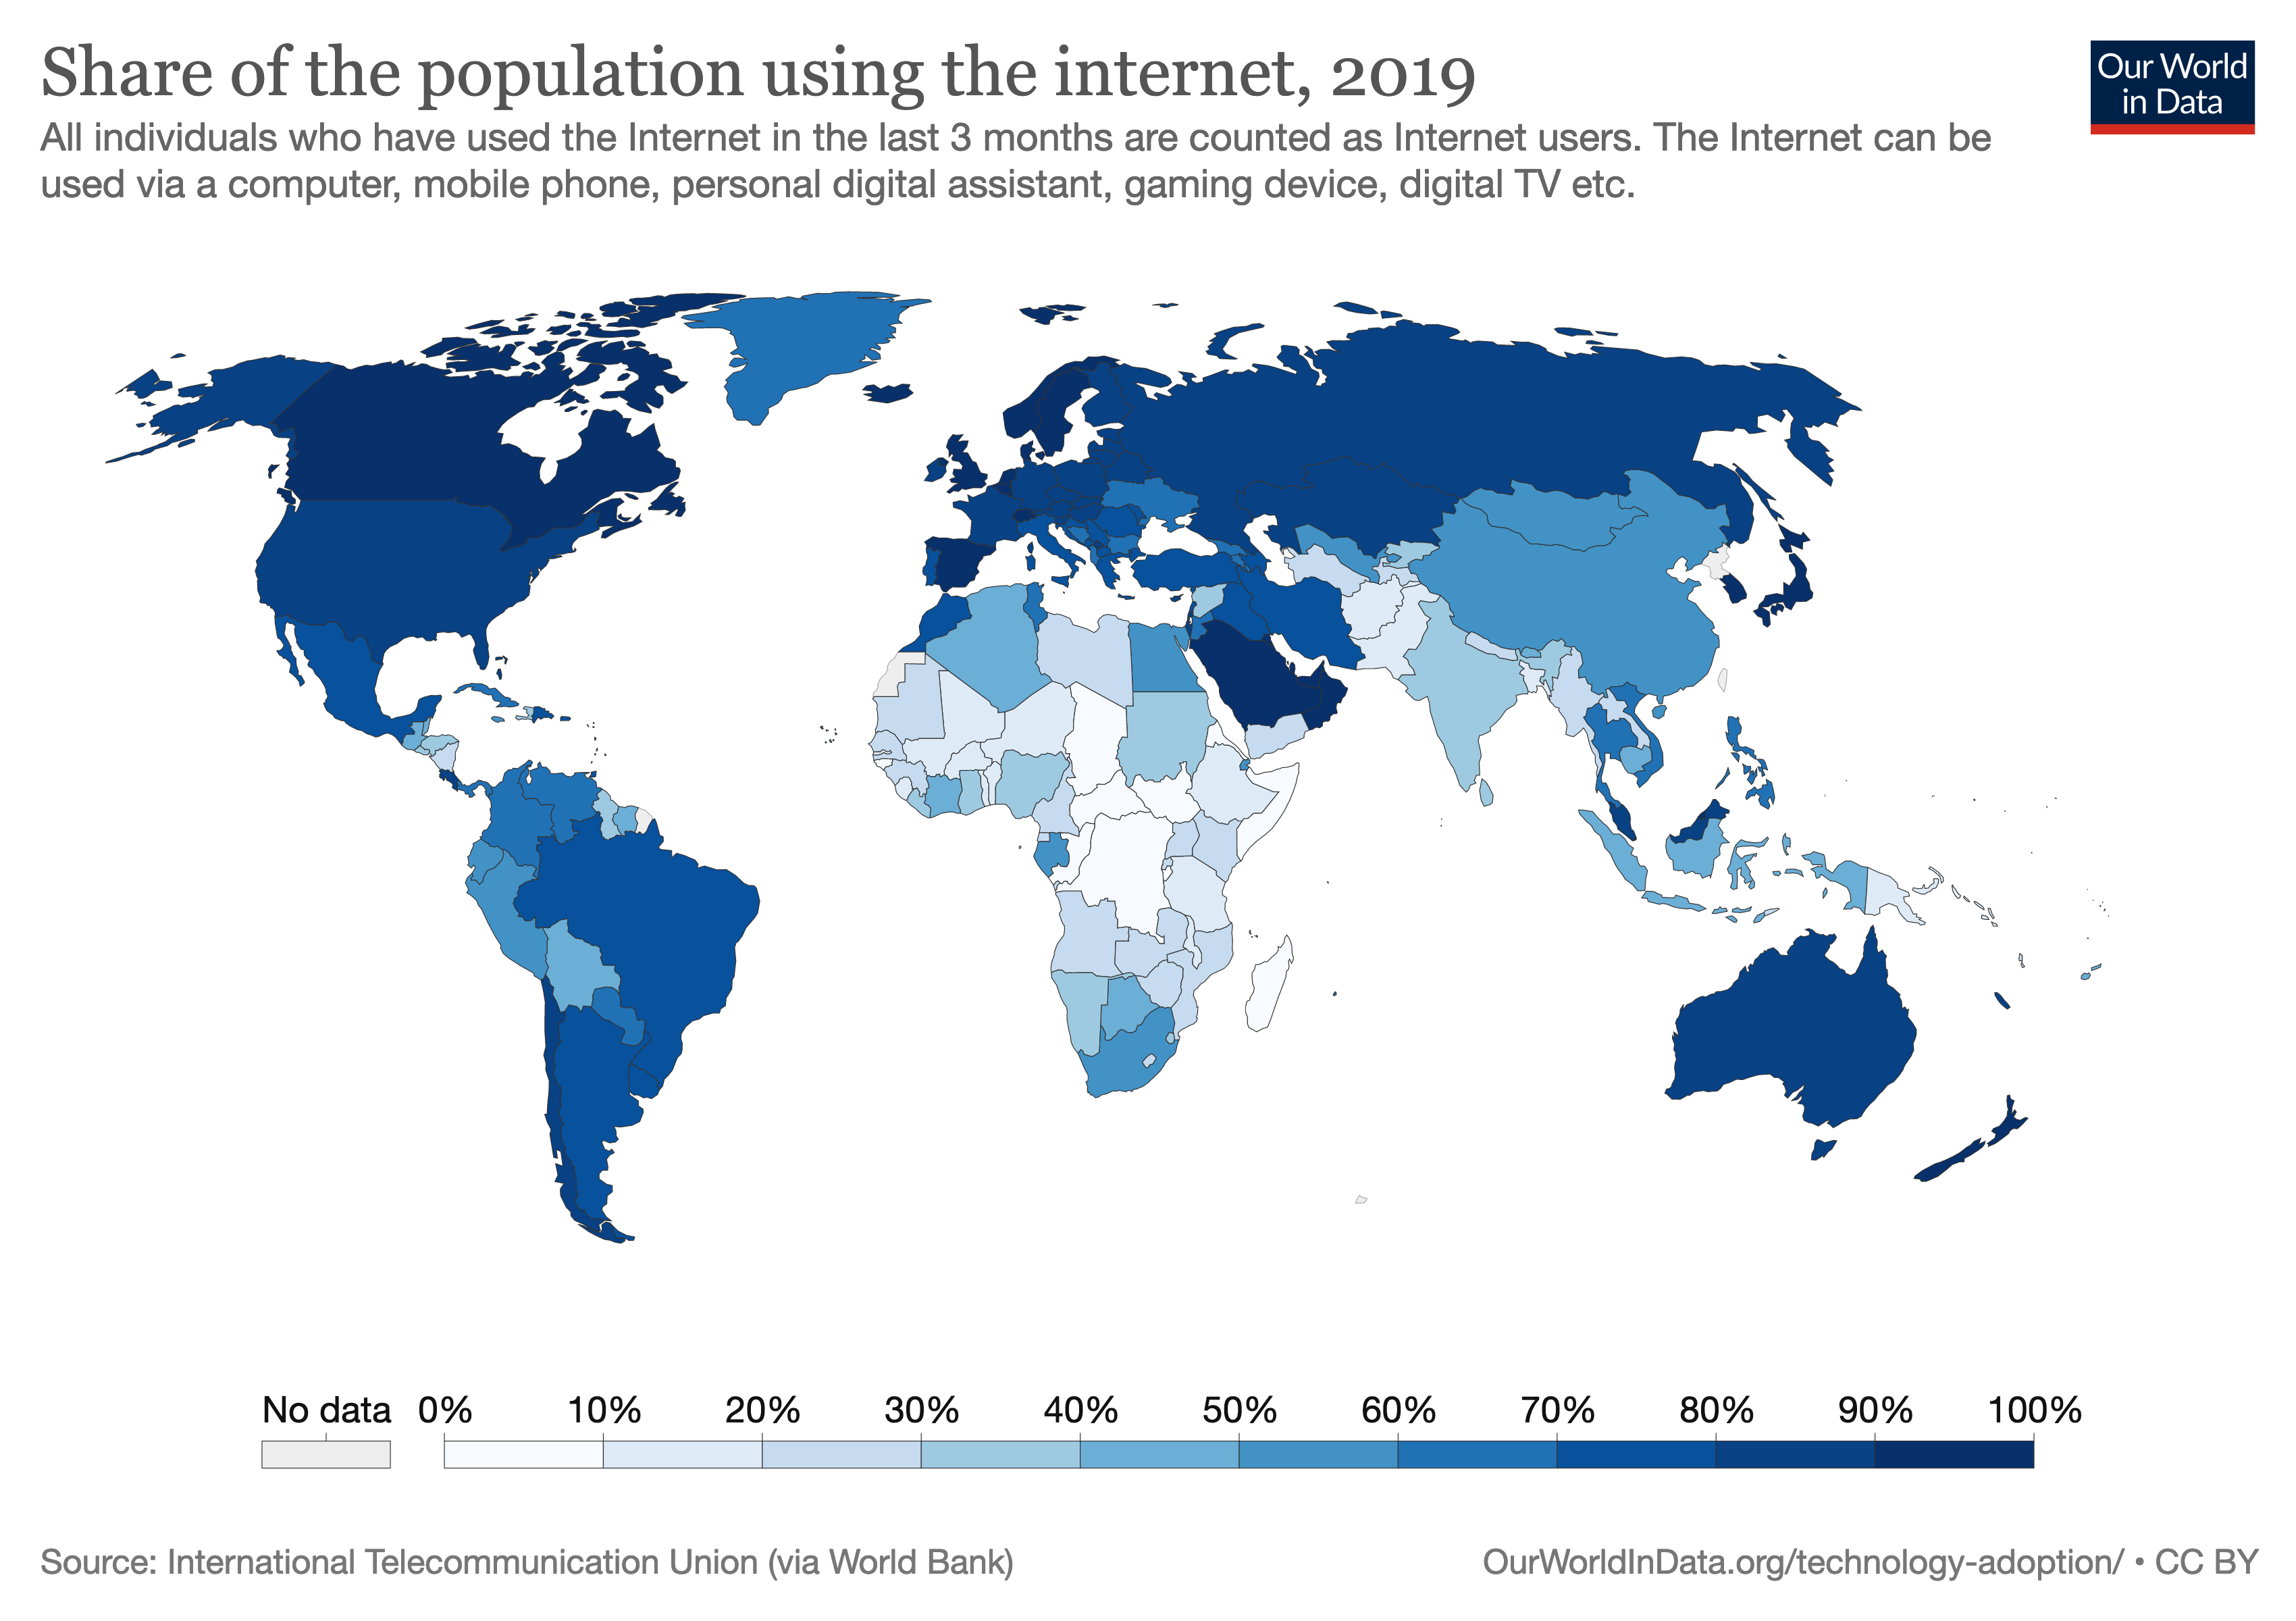 Share of the population using the internet, 2019
Our World
in Data
All individuals who have used the Internet in the last 3 months are counted as Internet users. The Internet can be
used via a computer, mobile phone, personal digital assistant, gaming device, digital TV etc.
No data 0% 10% 20% 30% 40% 50% 60% 70% 80% 90% 100%
Source: International Telecommunication Union (via World Bank)
OurWorldInData.org/technology-adoption/ • CC BY